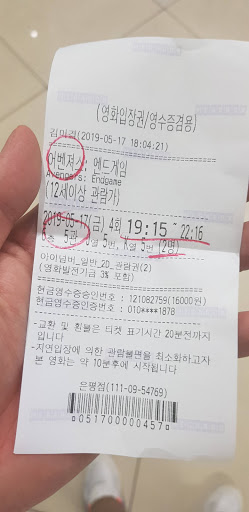 (영화입장권/영수증겸용)
(2019-05-17 18:04:21)
어벤져스: 엔드게임
Avengers: Endgame
(12세이상 관람가)
2019-05-17(금) 4회 19:15~22:16
5관 5번, K열 5번 (2명)
일반_2D_관람권(2)
(영화발전기금 3% 포함)
현금영수증승인번호 : 121082759(16000원)
현금영수증신분번호 : 010****1878
-교환 및 환불은 티켓 표기시간 20분전까지
입니다
-지연입장에 의한 관람불편을 최소화하고자
본 영화는 약 10분후에 시작됩니다
은평점(111-09-54769)
*051700000457*